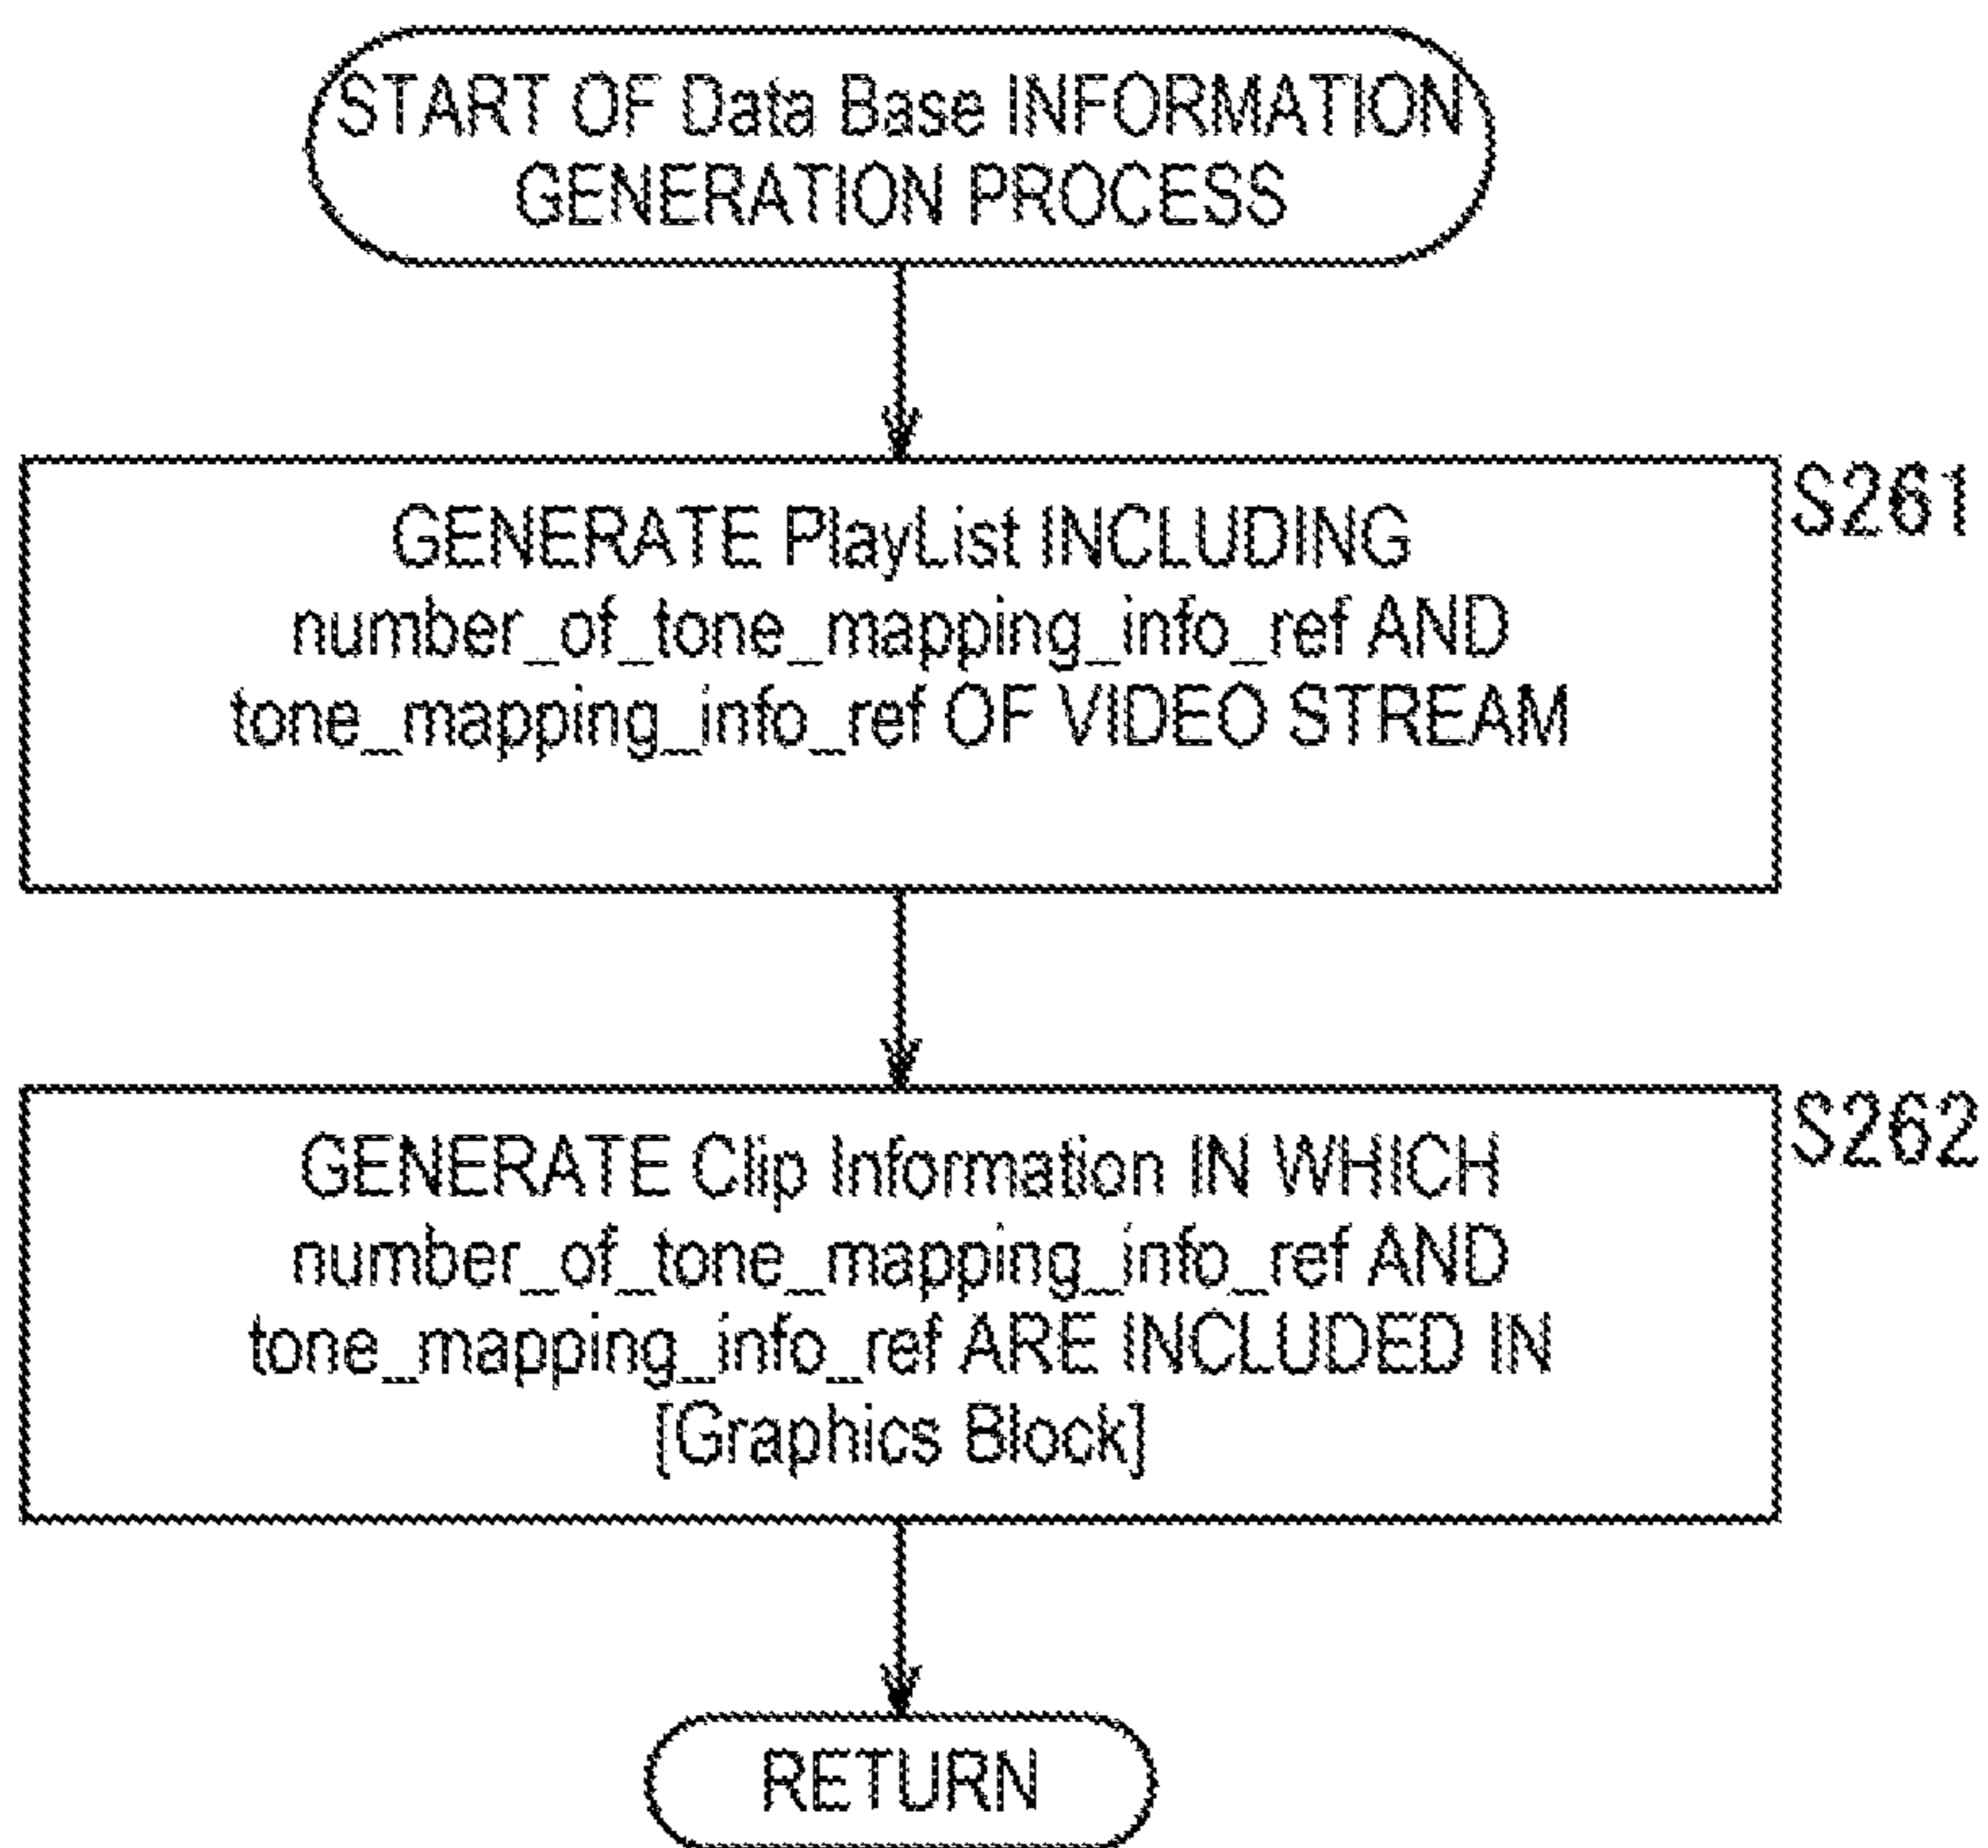 START OF Data Base INFORMATION
GENERATION PROCESS
S261
GENERATE PlayList INCLUDING
number_of_tone_mapping_info_ref AND
tone_mapping_info_ref OF VIDEO STREAM
S262
GENERATE Clip Information IN WHICH
number_of_tone_mapping_info_ref AND
tone_mapping_info_ref ARE INCLUDED IN
[Graphics Block]
RETURN